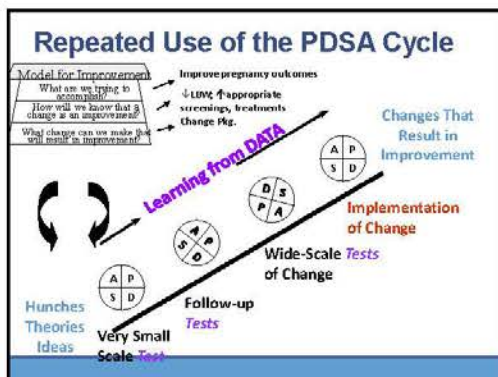 Repeated Use of the PDSA Cycle
Model for Improvement
What are we trying to
accomplish?
How will we know that a
change is an improvement?
What change can we make that
will result in improvement?
Improve pregnancy outcomes
↓LBW, ↑appropriate
screenings, treatments
Change Pkg.
Learning from DATA
Changes That
Result in
Improvement
A P
S D
Implementation
of Change
D S
P A
Wide-Scale Tests
of Change
A P
S D
Follow-up
Tests
A P
S D
Very Small
Scale Test
Hunches
Theories
Ideas